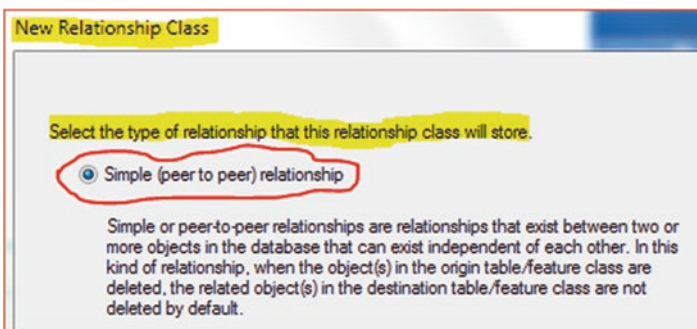 New Relationship Class
Select the type of relationship that this relationship class will store.
Simple (peer to peer) relationship
Simple or peer-to-peer relationships are relationships that exist between two or
more objects in the database that can exist independent of each other. In this
kind of relationship, when the object(s) in the origin table/feature class are
deleted, the related object(s) in the destination table/feature class are not
deleted by default.